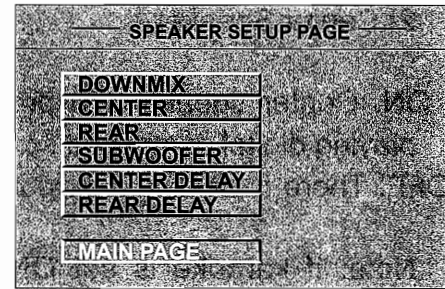 SPEAKER SETUP PAGE
DOWNMIX
CENTER
REAR
SUBWOOFER
CENTER DELAY
REAR DELAY
MAIN PAGE